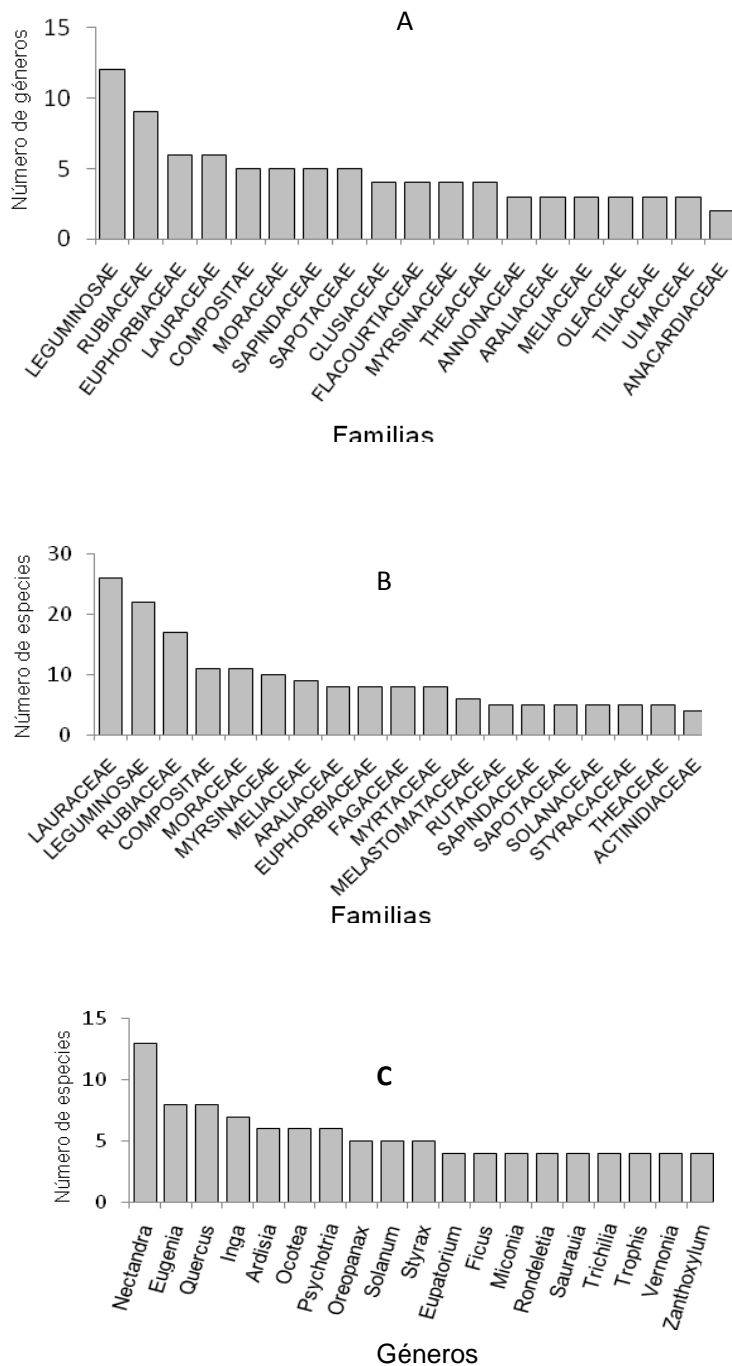 A
Número de géneros
15
10
5
0
LEGUMINOSAE
RUBIACEAE
EUPHORBIACEAE
LAURACEAE
COMPOSITAE
MORACEAE
SAPINDACEAE
SAPOTACEAE
CLUSIACEAE
FLACOURTIACEAE
MYRSINACEAE
THEACEAE
ANNONACEAE
ARALIACEAE
MELIACEAE
OLEACEAE
TILIACEAE
ULMACEAE
ANACARDIACEAE
Familias
B
Número de especies
30
20
10
0
LAURACEAE
LEGUMINOSAE
RUBIACEAE
COMPOSITAE
MORACEAE
MYRSINACEAE
MELIACEAE
ARALIACEAE
EUPHORBIACEAE
FAGACEAE
MYRTACEAE
MELASTOMATACEAE
RUTACEAE
SAPINDACEAE
SAPOTACEAE
SOLANACEAE
STYRACACEAE
THEACEAE
ACTINIDIACEAE
Familias
C
Número de especies
15
10
5
0
Nectandra
Eugenia
Quercus
Inga
Ardisia
Ocotea
Psychotria
Oreopanax
Solanum
Styrax
Eupatorium
Ficus
Miconia
Rondeletia
Saurauia
Trichilia
Trophis
Vernonia
Zanthoxylum
Géneros